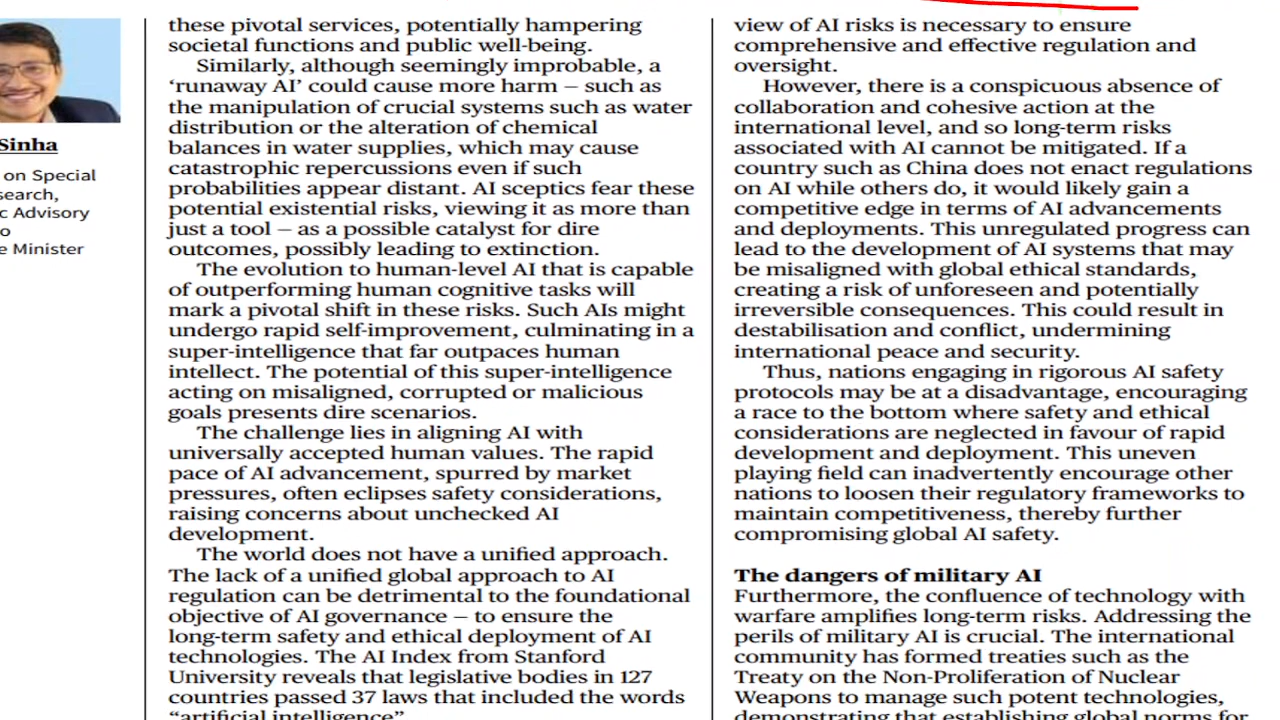 Sinha
on Special
search,
c Advisory
o
e Minister
these pivotal services, potentially hampering
societal functions and public well-being.
Similarly, although seemingly improbable, a
‘runaway AI’ could cause more harm — such as
the manipulation of crucial systems such as water
distribution or the alteration of chemical
balances in water supplies, which may cause
catastrophic repercussions even if such
probabilities appear distant. AI sceptics fear these
potential existential risks, viewing it as more than
just a tool — as a possible catalyst for dire
outcomes, possibly leading to extinction.
The evolution to human-level AI that is capable
of outperforming human cognitive tasks will
mark a pivotal shift in these risks. Such AIs might
undergo rapid self-improvement, culminating in a
super-intelligence that far outpaces human
intellect. The potential of this super-intelligence
acting on misaligned, corrupted or malicious
goals presents dire scenarios.
The challenge lies in aligning AI with
universally accepted human values. The rapid
pace of AI advancement, spurred by market
pressures, often eclipses safety considerations,
raising concerns about unchecked AI
development.
The world does not have a unified approach.
The lack of a unified global approach to AI
regulation can be detrimental to the foundational
objective of AI governance — to ensure the
long-term safety and ethical deployment of AI
technologies. The AI Index from Stanford
University reveals that legislative bodies in 127
countries passed 37 laws that included the words
“artificial intelligence”
view of AI risks is necessary to ensure
comprehensive and effective regulation and
oversight.
However, there is a conspicuous absence of
collaboration and cohesive action at the
international level, and so long-term risks
associated with AI cannot be mitigated. If a
country such as China does not enact regulations
on AI while others do, it would likely gain a
competitive edge in terms of AI advancements
and deployments. This unregulated progress can
lead to the development of AI systems that may
be misaligned with global ethical standards,
creating a risk of unforeseen and potentially
irreversible consequences. This could result in
destabilisation and conflict, undermining
international peace and security.
Thus, nations engaging in rigorous AI safety
protocols may be at a disadvantage, encouraging
a race to the bottom where safety and ethical
considerations are neglected in favour of rapid
development and deployment. This uneven
playing field can inadvertently encourage other
nations to loosen their regulatory frameworks to
maintain competitiveness, thereby further
compromising global AI safety.
The dangers of military AI
Furthermore, the confluence of technology with
warfare amplifies long-term risks. Addressing the
perils of military AI is crucial. The international
community has formed treaties such as the
Treaty on the Non-Proliferation of Nuclear
Weapons to manage such potent technologies,
demonstrating that establishing global norms for